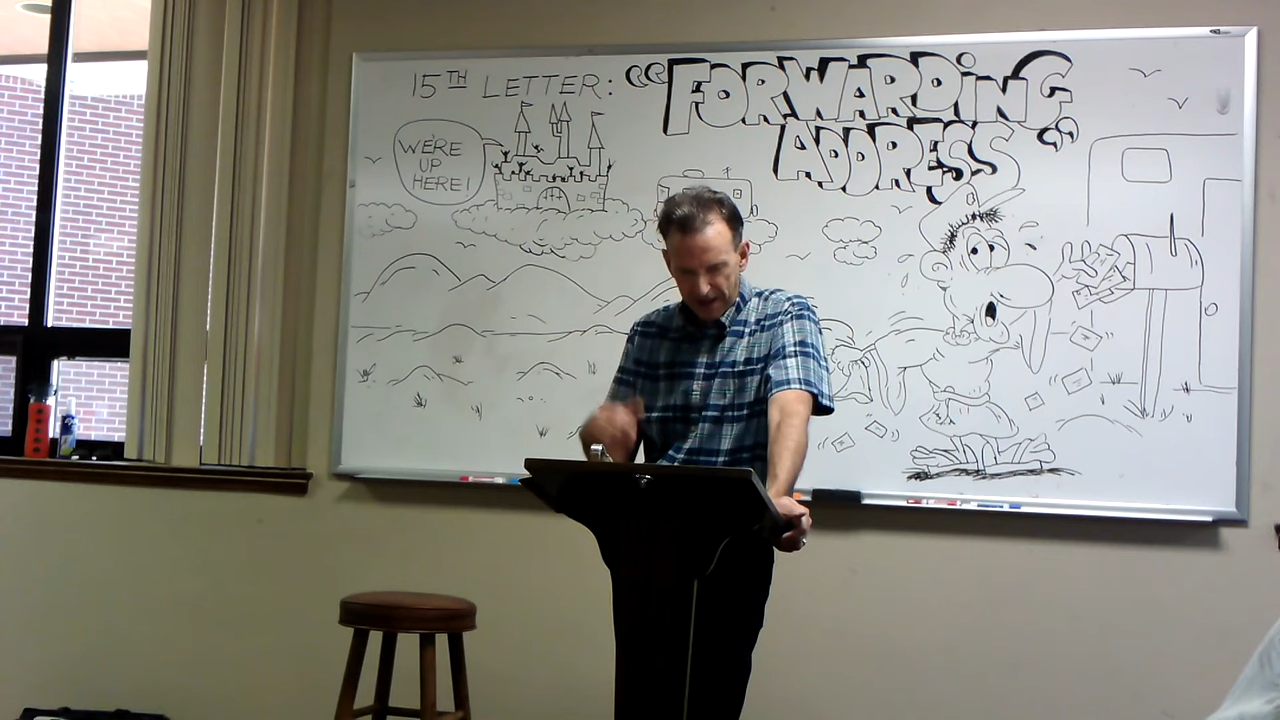 15TH LETTER: "FORWARDING
ADDRESS"
WE'RE
UP
HERE!